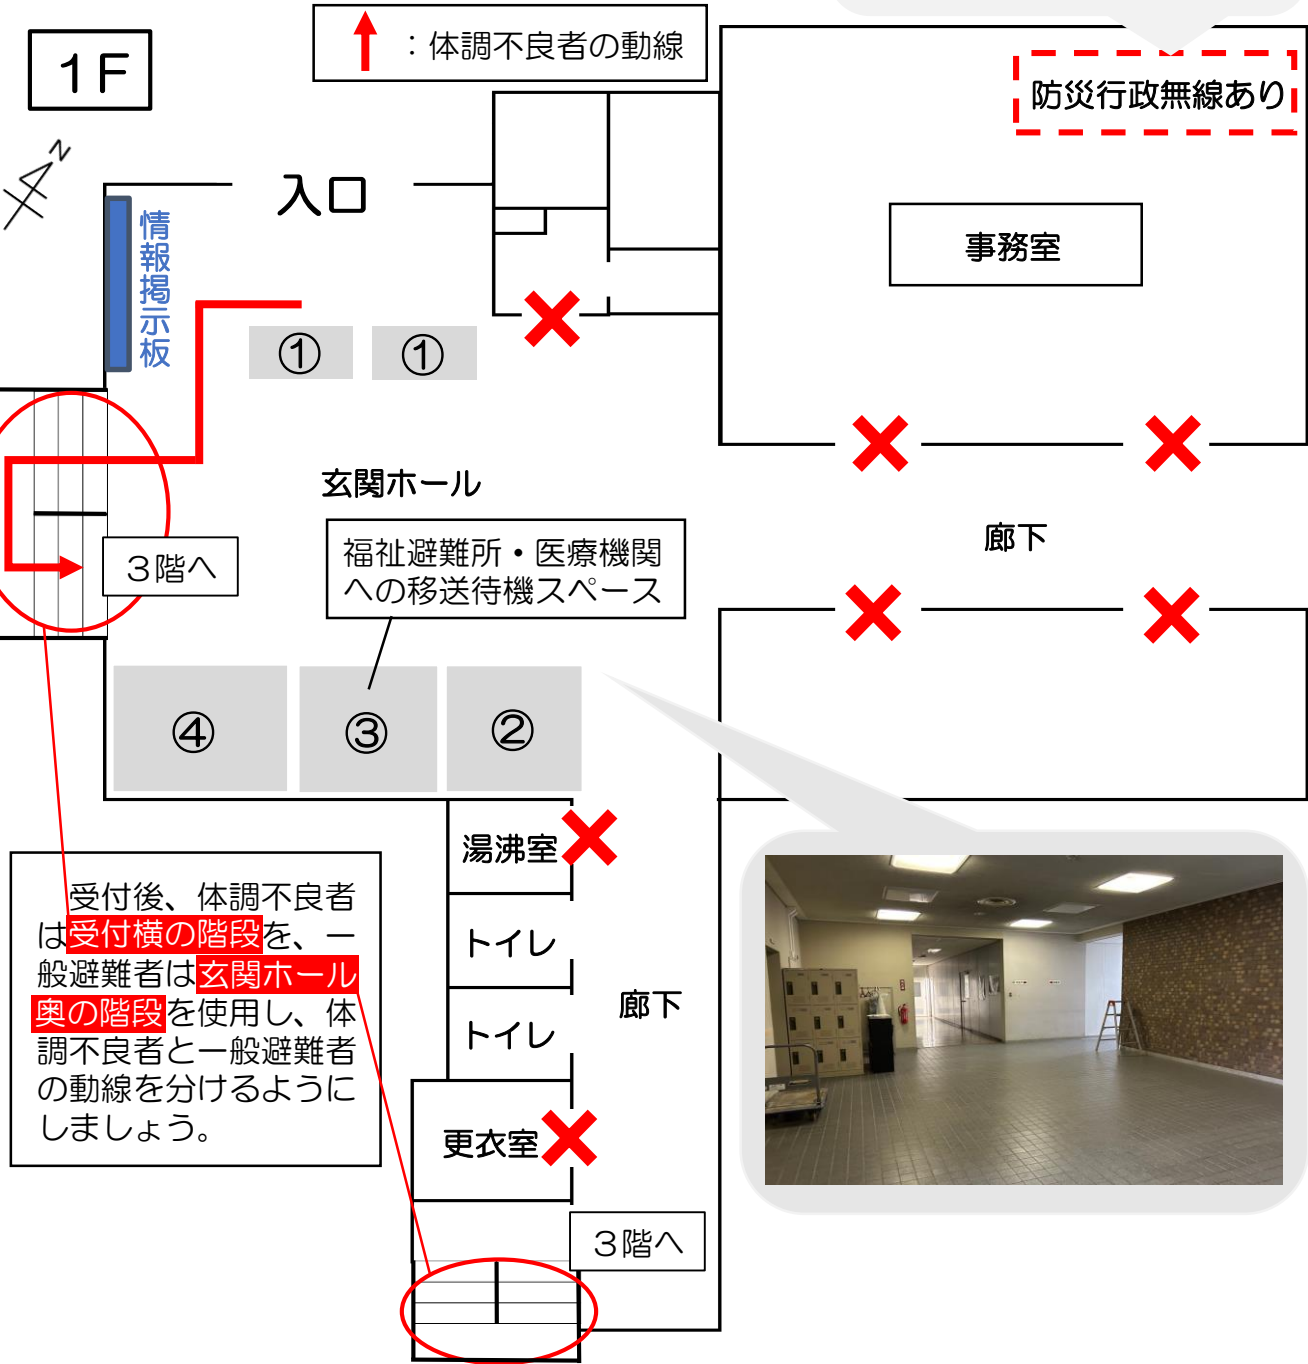 1F
：体調不良者の動線
防災行政無線あり
N
入口
情報掲示板
事務室
①
①
玄関ホール
廊下
3階へ
福祉避難所・医療機関
への移送待機スペース
④
③
②
湯沸室
トイレ
廊下
トイレ
更衣室
3階へ
受付後、体調不良者
は受付横の階段を、一
般避難者は玄関ホール
奥の階段を使用し、体
調不良者と一般避難者
の動線を分けるように
しましょう。